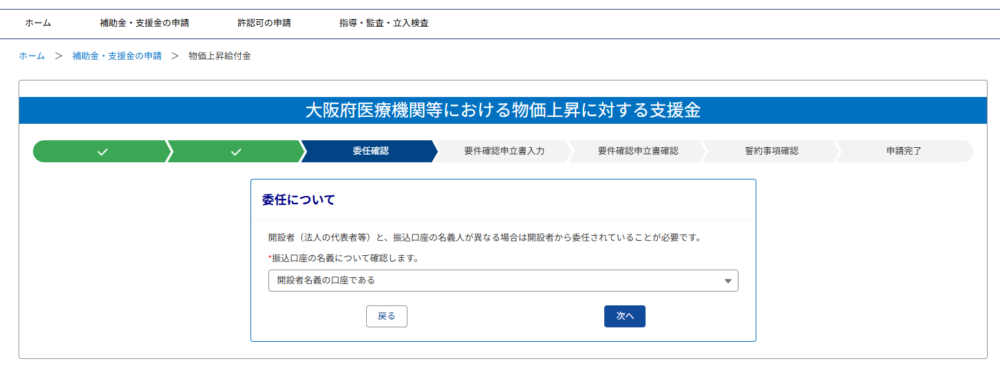 ホーム 補助金・支援金の申請 許認可の申請 指導・監査・立入検査
ホーム > 補助金・支援金の申請 > 物価上昇給付金
大阪府医療機関等における物価上昇に対する支援金
委任確認 要件確認申立書入力 要件確認申立書確認 誓約事項確認 申請完了
委任について
開設者（法人の代表者等）と、振込口座の名義人が異なる場合は開設者から委任されていることが必要です。
*振込口座の名義について確認します。
開設者名義の口座である
戻る 次へ